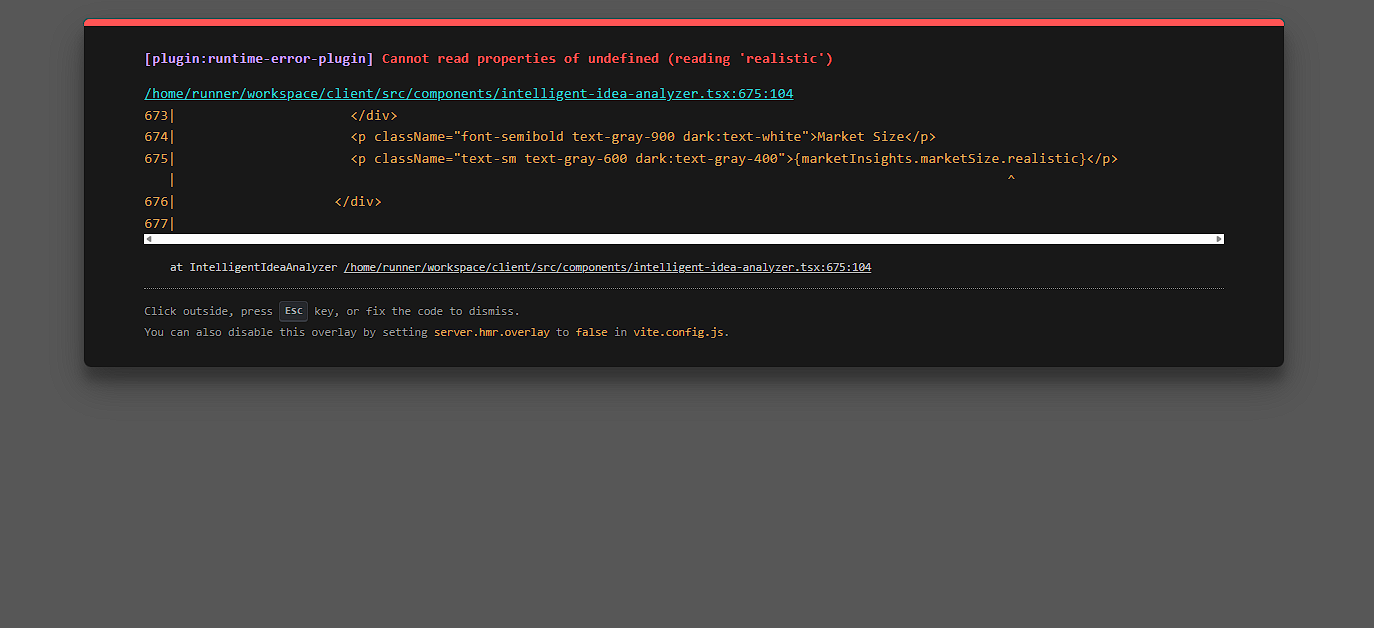 [plugin:runtime-error-plugin] Cannot read properties of undefined (reading 'realistic')
/home/runner/workspace/client/src/components/intelligent-idea-analyzer.tsx:675:104
673|                      </div>
674|                      <p className="font-semibold text-gray-900 dark:text-white">Market Size</p>
675|                      <p className="text-sm text-gray-600 dark:text-gray-400">{marketInsights.marketSize.realistic}</p>
   |                                                                                                         ^
676|                    </div>
677|
at IntelligentIdeaAnalyzer /home/runner/workspace/client/src/components/intelligent-idea-analyzer.tsx:675:104
Click outside, press Esc key, or fix the code to dismiss.
You can also disable this overlay by setting server.hmr.overlay to false in vite.config.js.